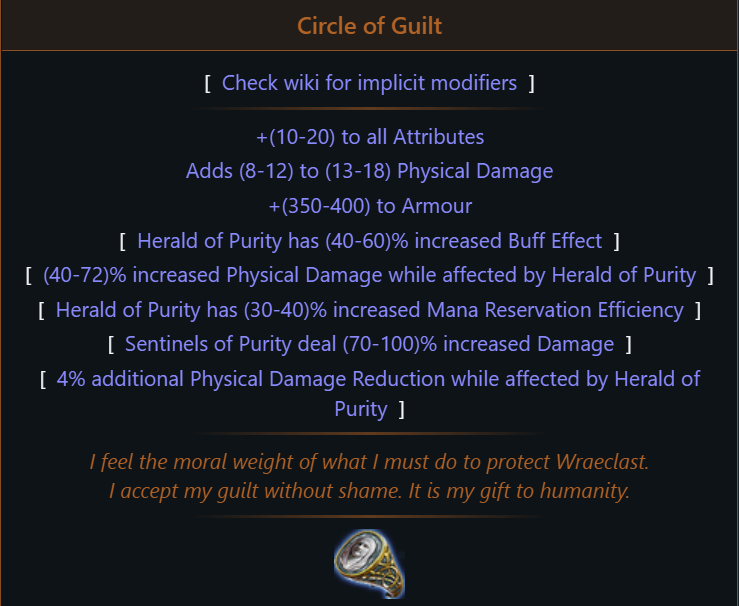 Circle of Guilt
[ Check wiki for implicit modifiers ]
+(10-20) to all Attributes
Adds (8-12) to (13-18) Physical Damage
+(350-400) to Armour
[ Herald of Purity has (40-60)% increased Buff Effect ]
[ (40-72)% increased Physical Damage while affected by Herald of Purity ]
[ Herald of Purity has (30-40)% increased Mana Reservation Efficiency ]
[ Sentinels of Purity deal (70-100)% increased Damage ]
[ 4% additional Physical Damage Reduction while affected by Herald of
Purity ]
I feel the moral weight of what I must do to protect Wraeclast.
I accept my guilt without shame. It is my gift to humanity.